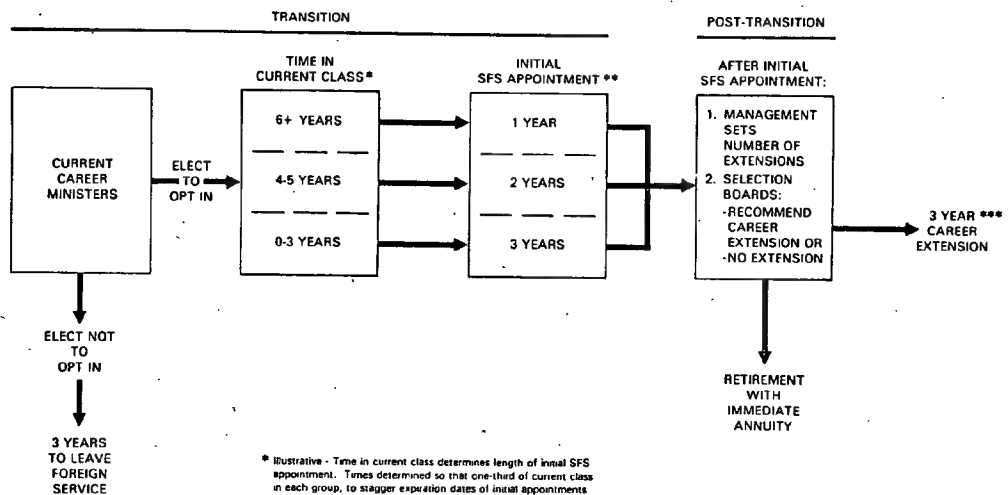 TRANSITION
POST-TRANSITION
TIME IN
CURRENT CLASS*
INITIAL
SFS APPOINTMENT **
AFTER INITIAL
SFS APPOINTMENT:
CURRENT
CAREER
MINISTERS
ELECT
TO
OPT IN
6+ YEARS
4-5 YEARS
0-3 YEARS
1 YEAR
2 YEARS
3 YEARS
1. MANAGEMENT
SETS
NUMBER OF
EXTENSIONS
2. SELECTION
BOARDS:
-RECOMMEND
CAREER
EXTENSION OR
-NO EXTENSION
3 YEAR ***
CAREER
EXTENSION
ELECT NOT
TO
OPT IN
3 YEARS
TO LEAVE
FOREIGN
SERVICE
RETIREMENT
WITH
IMMEDIATE
ANNUITY
* Illustrative - Time in current class determines length of initial SFS
appointment. Times determined so that one-third of current class
in each group, to stagger expiration dates of initial appointments